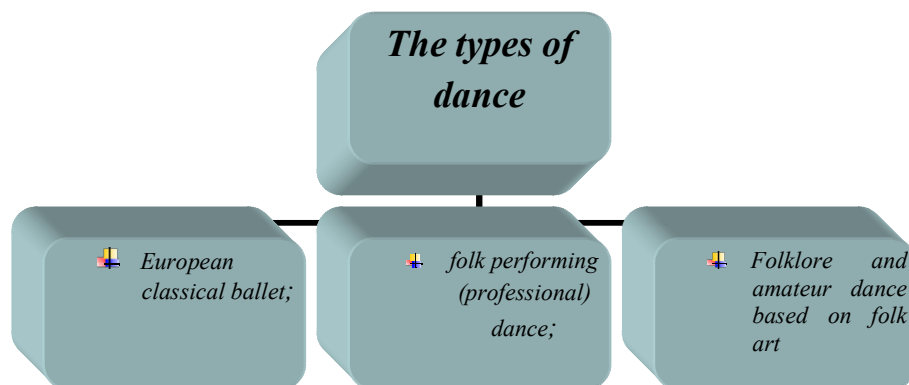 The types of
dance
European
classical ballet;
folk performing
(professional)
dance;
Folklore and
amateur dance
based on folk
art